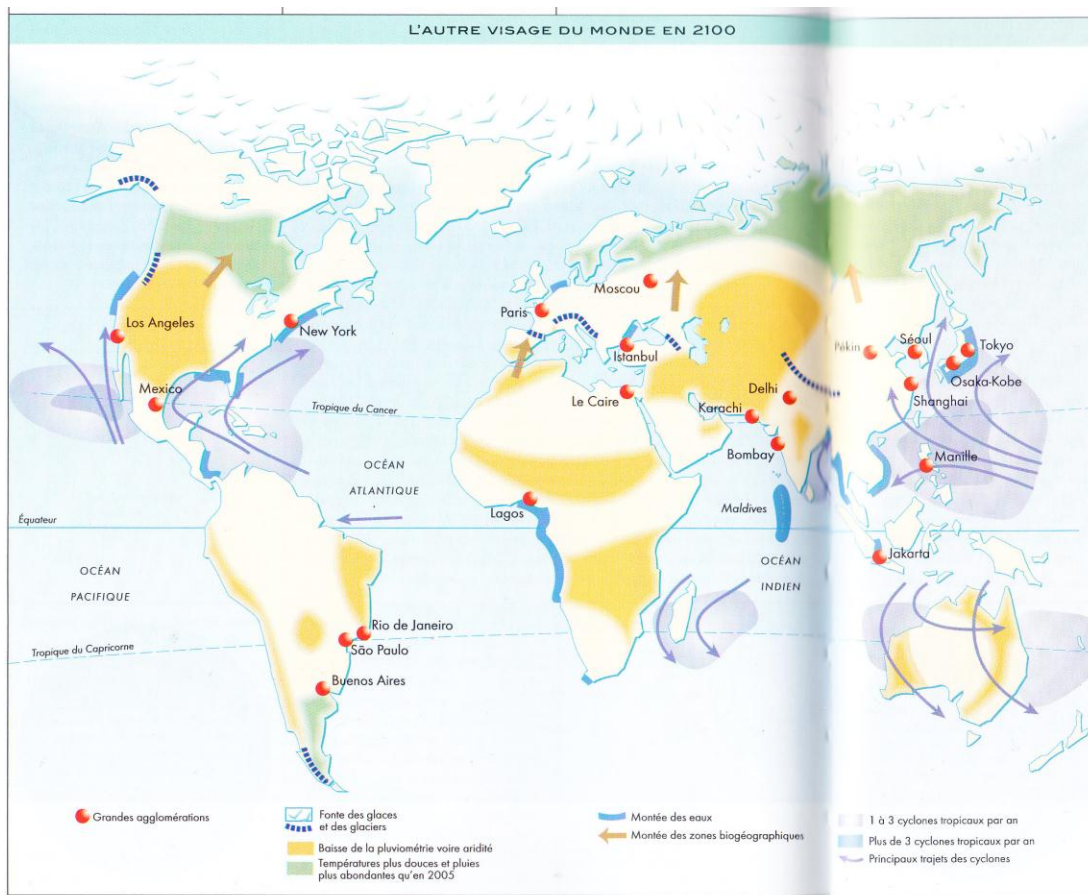 L'AUTRE VISAGE DU MONDE EN 2100
Los Angeles
New York
Mexico
Tropique du Cancer
Paris
Moscou
Istanbul
Le Caire
Delhi
Karachi
Bombay
Pékin
Séoul
Tokyo
Osaka-Kobe
Shanghai
Manille
OCÉAN
ATLANTIQUE
Lagos
Maldives
Équateur
Jakarta
OCÉAN
PACIFIQUE
OCÉAN
INDIEN
Rio de Janeiro
São Paulo
Tropique du Capricorne
Buenos Aires
Grandes agglomérations
Fonte des glaces
et des glaciers
Baisse de la pluviométrie voire aridité
Températures plus douces et pluies
plus abondantes qu'en 2005
Montée des eaux
Montée des zones biogéographiques
1 à 3 cyclones tropicaux par an
Plus de 3 cyclones tropicaux par an
Principaux trajets des cyclones